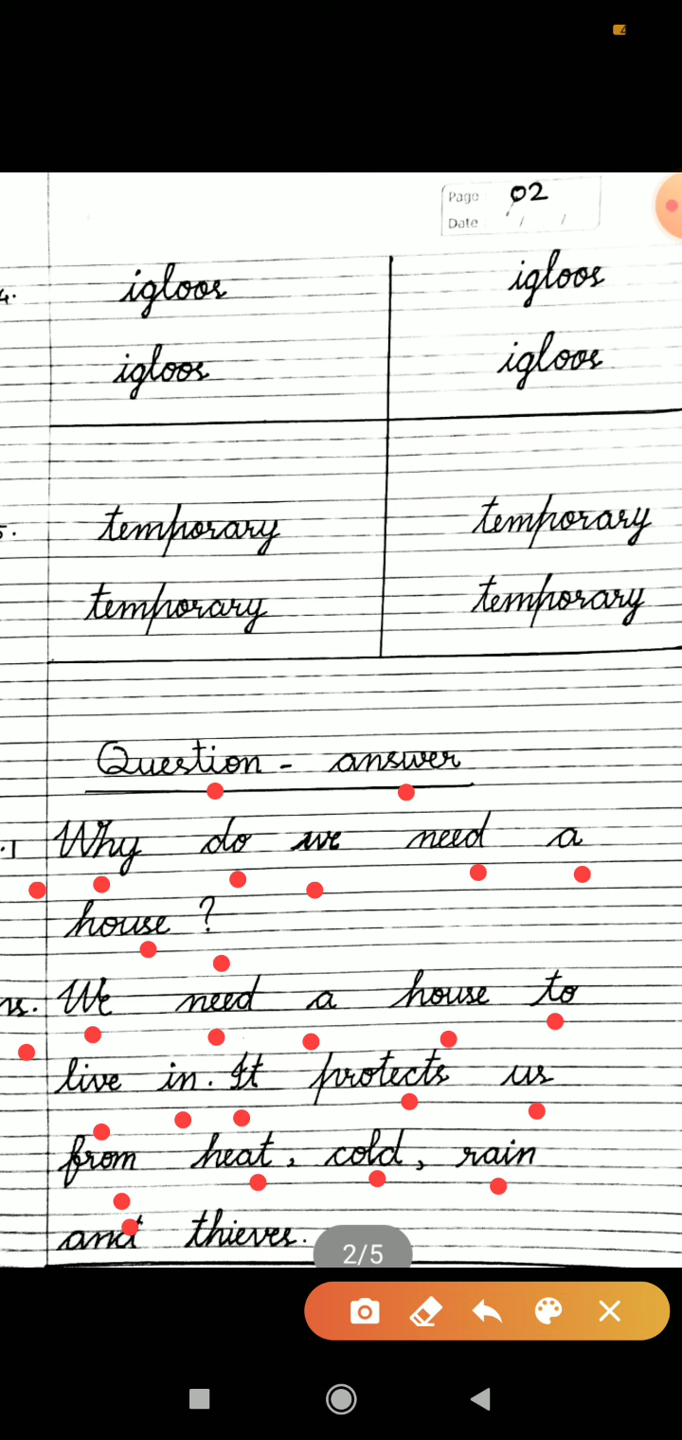 Page 02
Date / /
4. igloos igloos
igloos igloos
5. temporary temporary
temporary temporary
Question - answer
.1 Why do we need a
house ?
ns. We need a house to
live in. It protects us
from heat, cold, rain
and thieves.
2/5